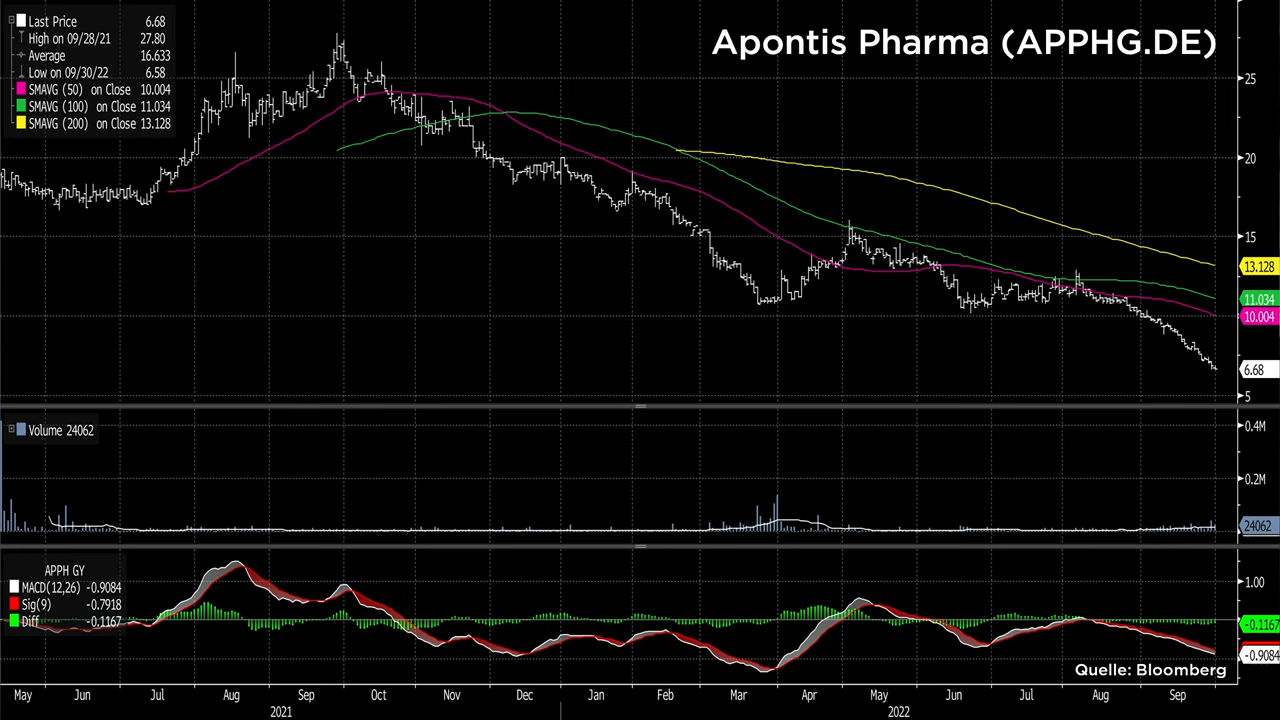 Apontis Pharma (APPHG.DE)
Last Price 6.68
High on 09/28/21 27.80
Average 16.633
Low on 09/30/22 6.58
SMAVG (50) on Close 10.004
SMAVG (100) on Close 11.034
SMAVG (200) on Close 13.128
25
20
15
13.128
11.034
10.004
6.68
5
Volume 24062
0.4M
0.2M
24062
APPH GY
MACD(12,26) -0.9084
Sig(9) -0.7918
Diff -0.1167
1.00
-0.1167
-0.9084
Quelle: Bloomberg
May Jun Jul Aug Sep Oct Nov Dec Jan Feb Mar Apr May Jun Jul Aug Sep
2021 2022